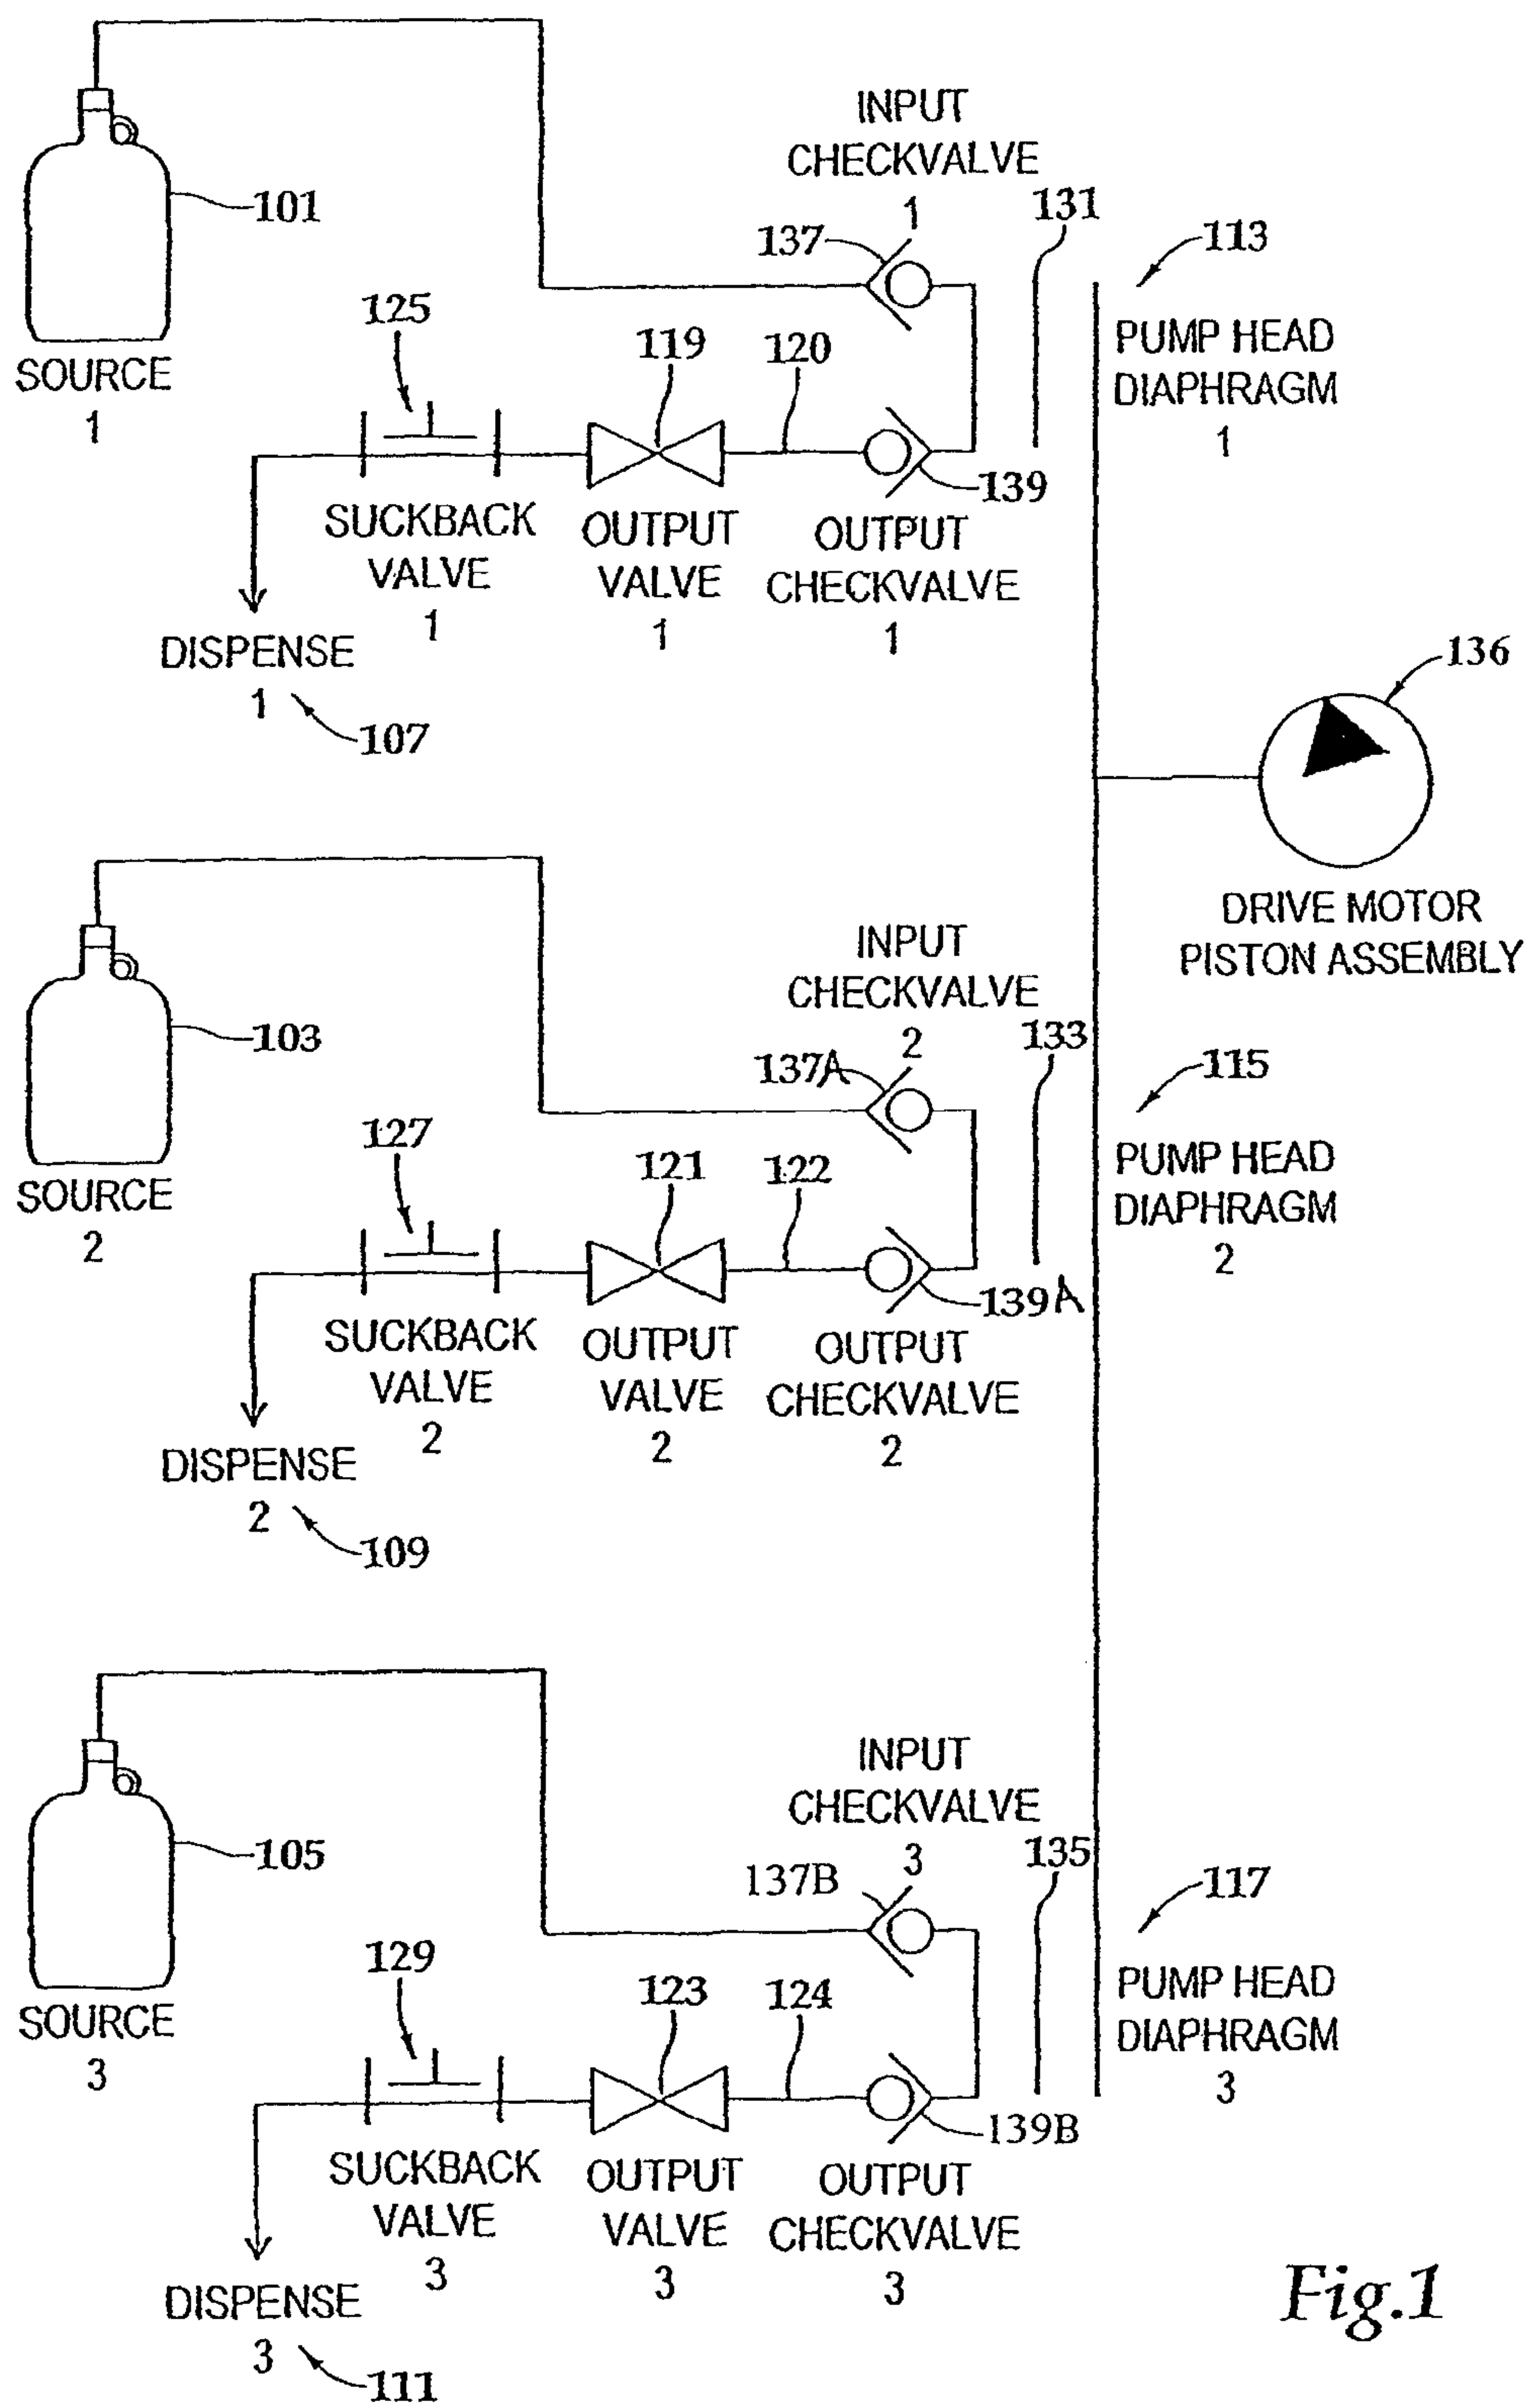 INPUT
CHECKVALVE
1
131
101
137
113
125
119
120
PUMP HEAD
DIAPHRAGM
1
SOURCE
1
139
SUCKBACK
VALVE
1
OUTPUT
VALVE
1
OUTPUT
CHECKVALVE
1
DISPENSE
1
107
136
DRIVE MOTOR
PISTON ASSEMBLY
INPUT
CHECKVALVE
2
133
103
137A
115
127
121
122
PUMP HEAD
DIAPHRAGM
2
SOURCE
2
139A
SUCKBACK
VALVE
2
OUTPUT
VALVE
2
OUTPUT
CHECKVALVE
2
DISPENSE
2
109
INPUT
CHECKVALVE
3
135
105
137B
117
129
123
124
PUMP HEAD
DIAPHRAGM
3
SOURCE
3
139B
SUCKBACK
VALVE
3
OUTPUT
VALVE
3
OUTPUT
CHECKVALVE
3
DISPENSE
3
111
Fig.1